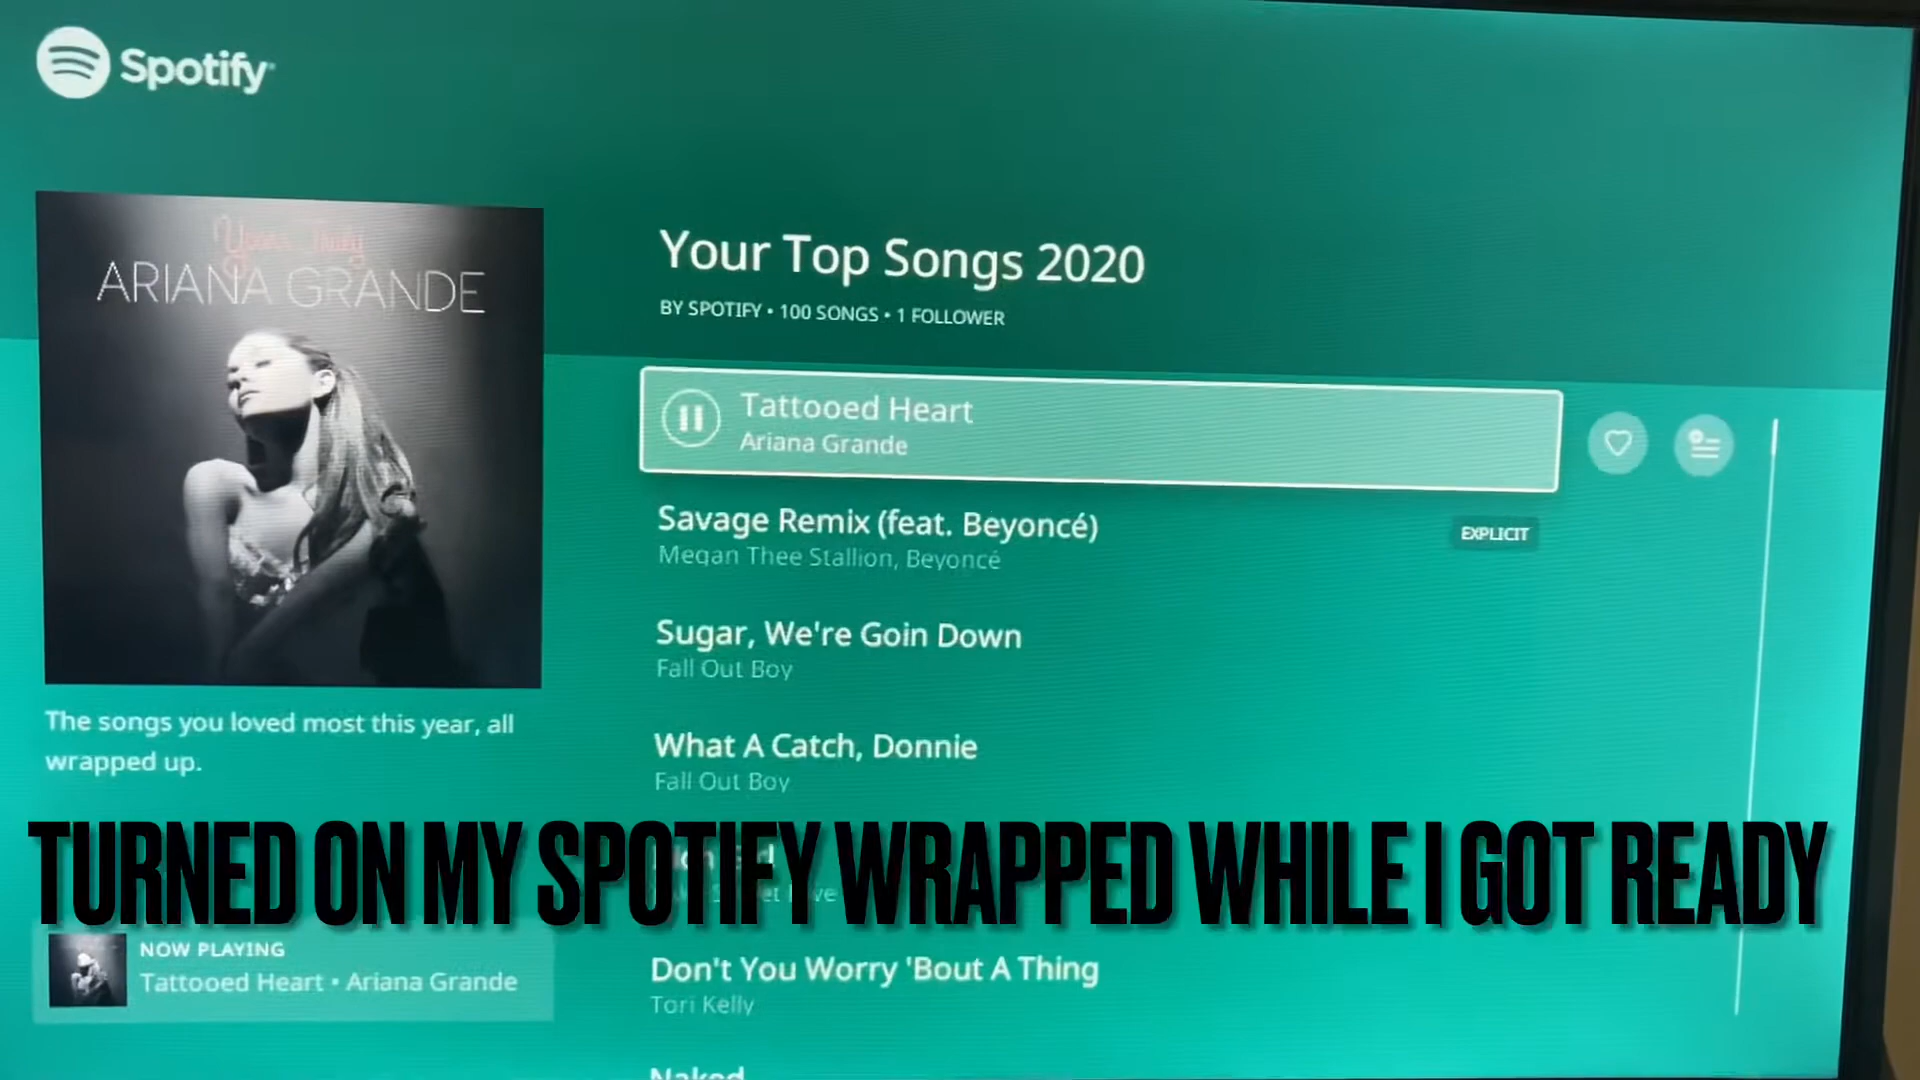 Spotify
Yours Truly
ARIANA GRANDE
Your Top Songs 2020
BY SPOTIFY • 100 SONGS • 1 FOLLOWER
Tattooed Heart
Ariana Grande
Savage Remix (feat. Beyoncé)
EXPLICIT
Megan Thee Stallion, Beyoncé
Sugar, We're Goin Down
Fall Out Boy
What A Catch, Donnie
Fall Out Boy
The songs you loved most this year, all
wrapped up.
TURNED ON MY SPOTIFY WRAPPED WHILE I GOT READY
NOW PLAYING
Tattooed Heart • Ariana Grande
Don't You Worry 'Bout A Thing
Tori Kelly
Naked